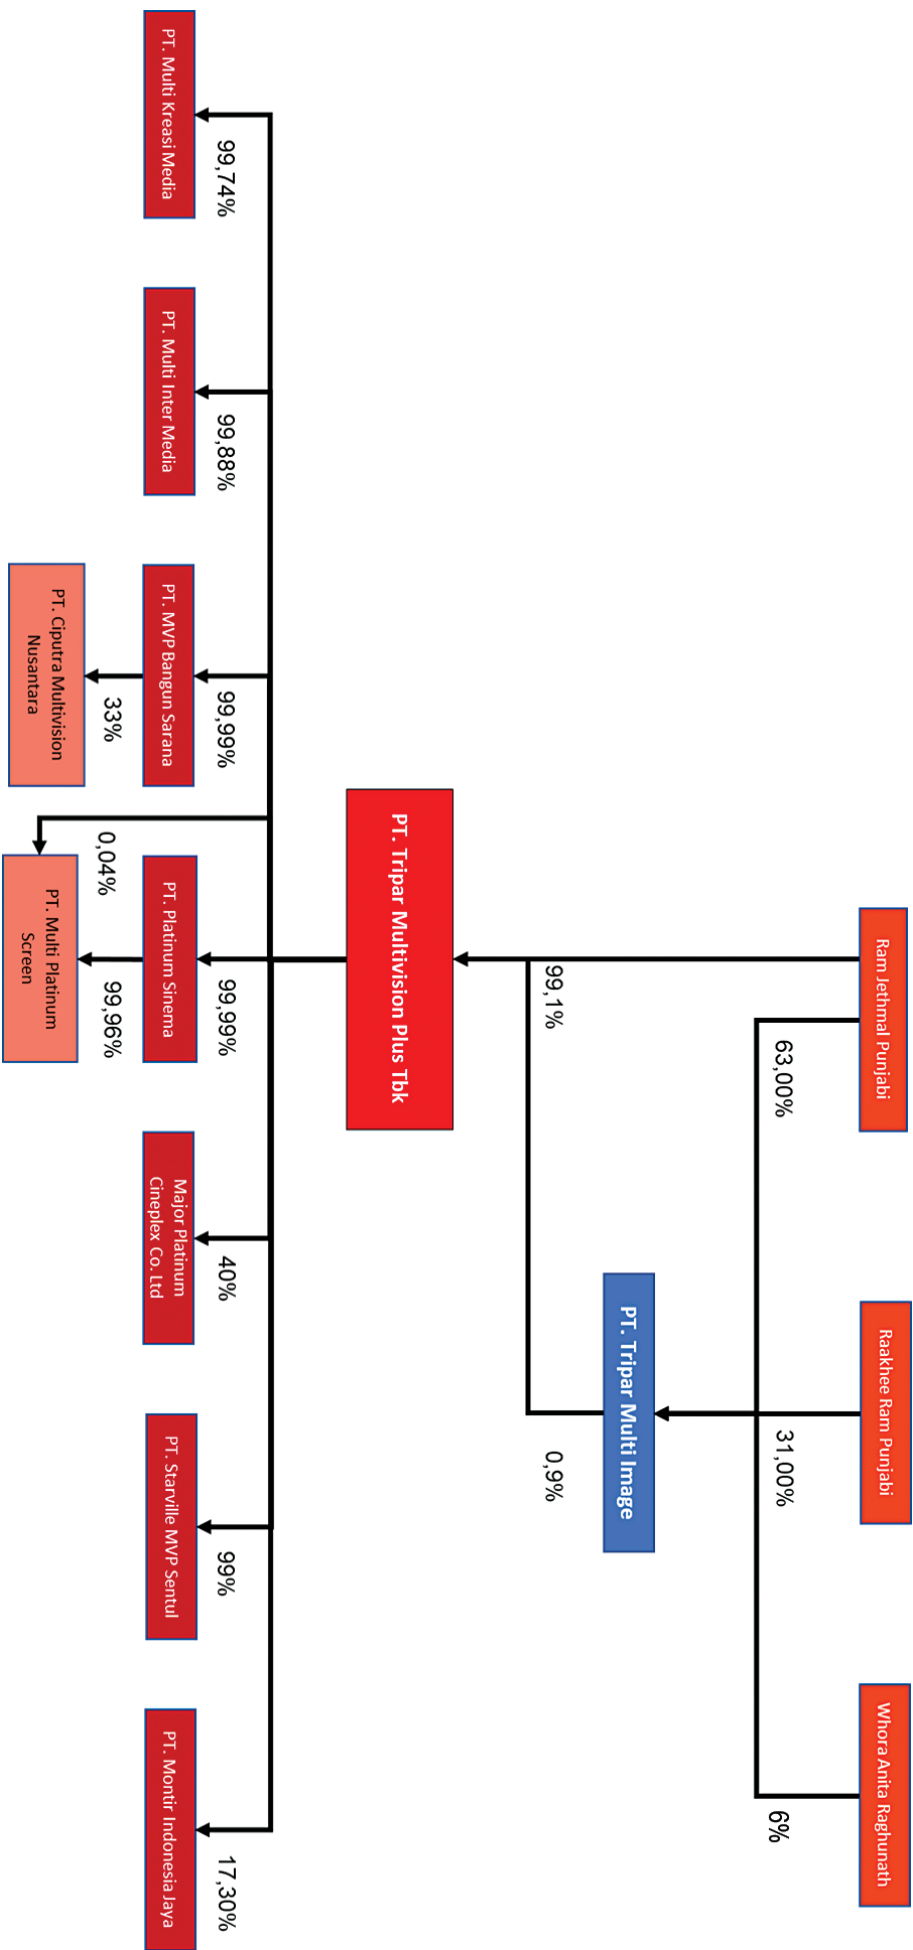 Ram Jethmal Punjabi
Raakhee Ram Punjabi
Whora Anita Raghunath
63,00%
31,00%
6%
PT. Tripar Multi Image
99,1%
0,9%
PT. Tripar Multivision Plus Tbk
99,74%
99,88%
99,99%
99,99%
40%
99%
17,30%
PT. Multi Kreasi Media
PT. Multi Inter Media
PT. MVP Bangun Sarana
PT. Platinum Sinema
Major Platinum
Cineplex Co. Ltd
PT. Starville MVP Sentul
PT. Montir Indonesia Jaya
33%
0,04%
99,96%
PT. Ciputra Multivision
Nusantara
PT. Multi Platinum
Screen